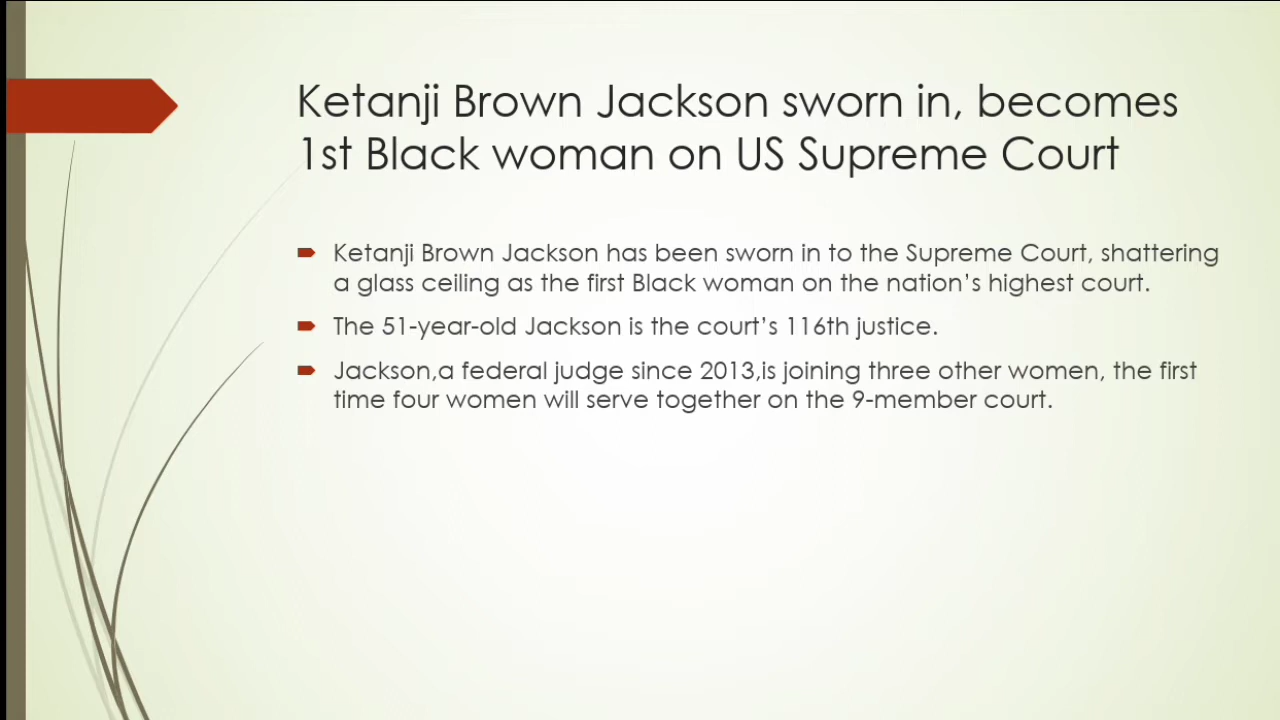 Ketanji Brown Jackson sworn in, becomes
1st Black woman on US Supreme Court
Ketanji Brown Jackson has been sworn in to the Supreme Court, shattering
a glass ceiling as the first Black woman on the nation’s highest court.
The 51-year-old Jackson is the court’s 116th justice.
Jackson,a federal judge since 2013,is joining three other women, the first
time four women will serve together on the 9-member court.